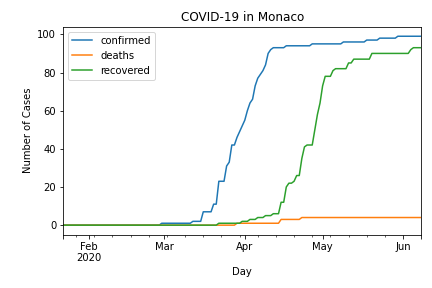 COVID-19 in Monaco
confirmed
deaths
recovered
Number of Cases
100
80
60
40
20
0
Feb
2020
Mar
Apr
May
Jun
Day